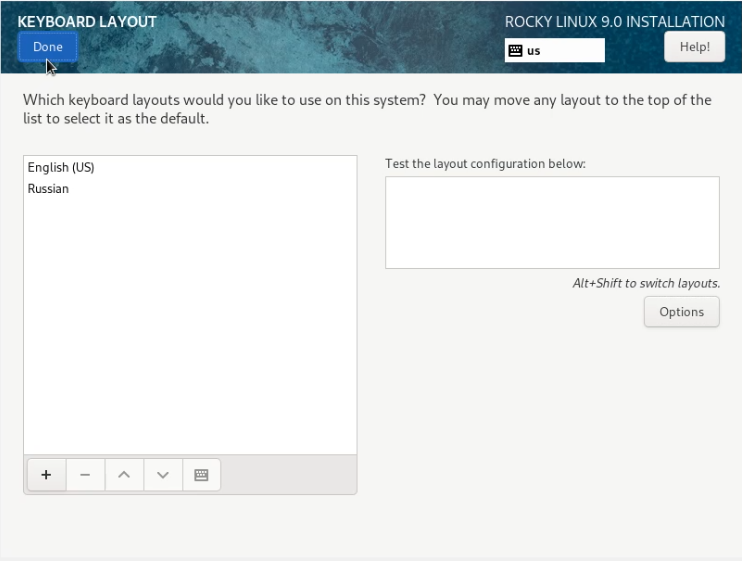 KEYBOARD LAYOUT
ROCKY LINUX 9.0 INSTALLATION
Done
us
Help!
Which keyboard layouts would you like to use on this system?  You may move any layout to the top of the
list to select it as the default.
English (US)
Russian
Test the layout configuration below:
Alt+Shift to switch layouts.
Options